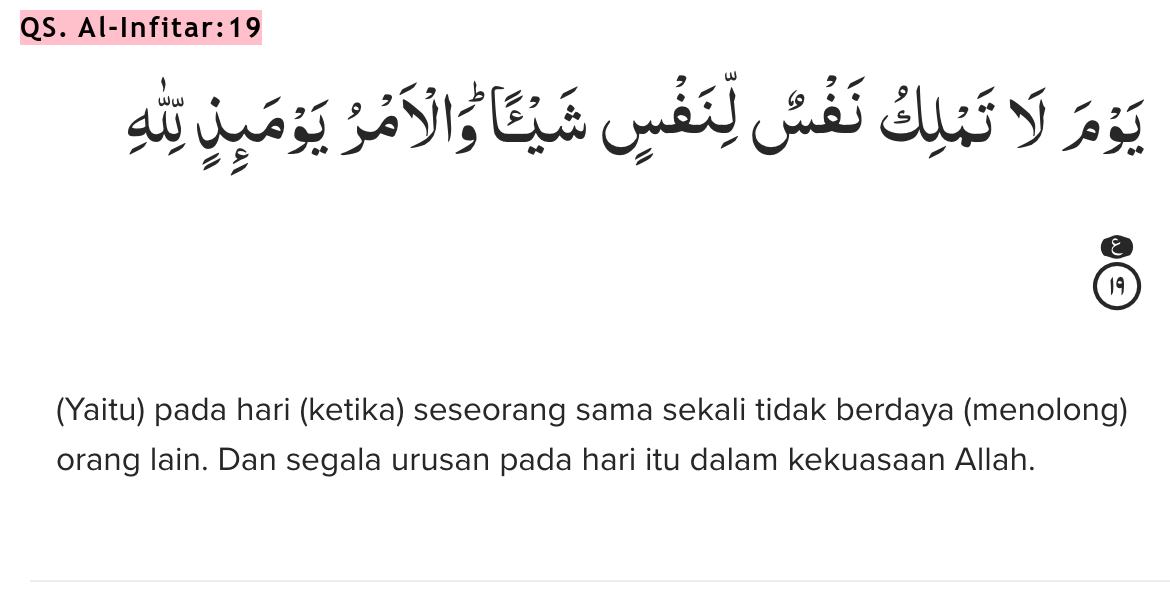 QS. Al-Infitar:19
يَوْمَ لَا تَمْلِكُ نَفْسٌ لِّنَفْسٍ شَيْـًٔاۗ وَالْاَمْرُ يَوْمَىِٕذٍ لِّلّٰهِ
ع
١٩
(Yaitu) pada hari (ketika) seseorang sama sekali tidak berdaya (menolong)
orang lain. Dan segala urusan pada hari itu dalam kekuasaan Allah.